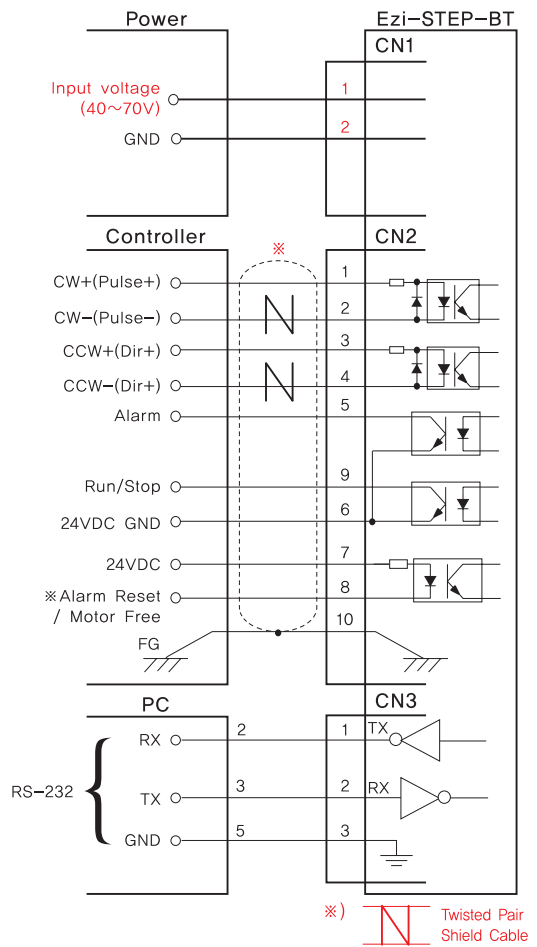 Power
Ezi-STEP-BT
CN1
Input voltage
(40~70V)
1
GND
2
Controller
CN2
※
CW+(Pulse+)
1
CW-(Pulse-)
2
CCW+(Dir+)
3
CCW-(Dir+)
4
Alarm
5
Run/Stop
9
24VDC GND
6
24VDC
7
※Alarm Reset
/ Motor Free
8
FG
10
PC
CN3
RS-232
RX
2
1
TX
TX
3
2
RX
GND
5
3
※)
Twisted Pair
Shield Cable